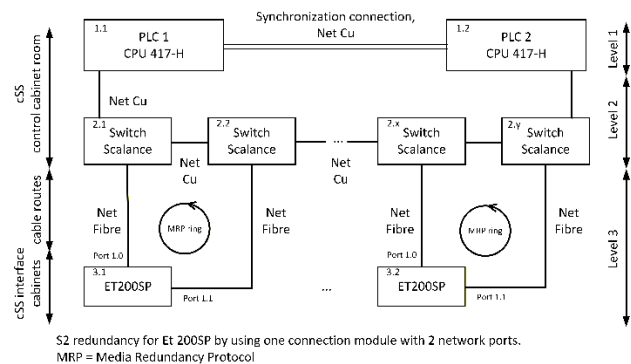 Synchronization connection,
Net Cu
1.1
PLC 1
CPU 417-H
1.2
PLC 2
CPU 417-H
Level 1
cSS
control cabinet room
Net Cu
Level 2
2.1
Switch
Scalance
2.2
Switch
Scalance
...
2.x
Switch
Scalance
2.y
Switch
Scalance
Net
Cu
Net
Cu
cable routes
Net
Fibre
MRP ring
Net
Fibre
Net
Fibre
MRP ring
Net
Fibre
Level 3
Port 1.0
Port 1.0
cSS interface
cabinets
3.1
ET200SP
Port 1.1
...
3.2
ET200SP
Port 1.1
S2 redundancy for Et 200SP by using one connection module with 2 network ports.
MRP = Media Redundancy Protocol